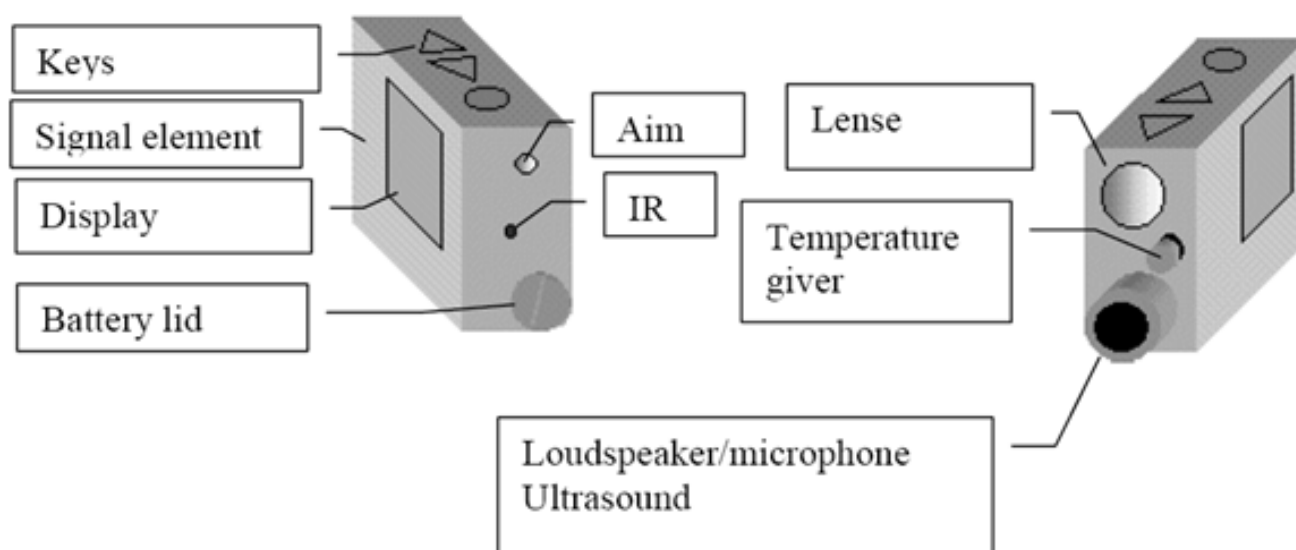 Keys
Signal element
Display
Battery lid
Aim
IR
Lense
Temperature
giver
Loudspeaker/microphone
Ultrasound